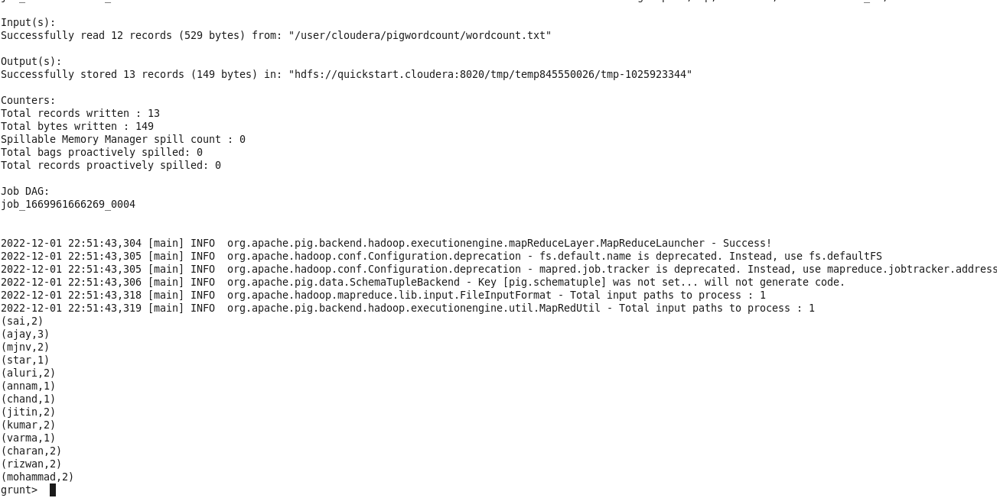 Input(s):
Successfully read 12 records (529 bytes) from: "/user/cloudera/pigwordcount/wordcount.txt"
Output(s):
Successfully stored 13 records (149 bytes) in: "hdfs://quickstart.cloudera:8020/tmp/temp845550026/tmp-1025923344"
Counters:
Total records written : 13
Total bytes written : 149
Spillable Memory Manager spill count : 0
Total bags proactively spilled: 0
Total records proactively spilled: 0
Job DAG:
job_1669961666269_0004
2022-12-01 22:51:43,304 [main] INFO  org.apache.pig.backend.hadoop.executionengine.mapReduceLayer.MapReduceLauncher - Success!
2022-12-01 22:51:43,305 [main] INFO  org.apache.hadoop.conf.Configuration.deprecation - fs.default.name is deprecated. Instead, use fs.defaultFS
2022-12-01 22:51:43,305 [main] INFO  org.apache.hadoop.conf.Configuration.deprecation - mapred.job.tracker is deprecated. Instead, use mapreduce.jobtracker.address
2022-12-01 22:51:43,306 [main] INFO  org.apache.pig.data.SchemaTupleBackend - Key [pig.schematuple] was not set... will not generate code.
2022-12-01 22:51:43,318 [main] INFO  org.apache.hadoop.mapreduce.lib.input.FileInputFormat - Total input paths to process : 1
2022-12-01 22:51:43,319 [main] INFO  org.apache.pig.backend.hadoop.executionengine.util.MapRedUtil - Total input paths to process : 1
(sai,2)
(ajay,3)
(mjnv,2)
(star,1)
(aluri,2)
(annam,1)
(chand,1)
(jitin,2)
(kumar,2)
(varma,1)
(charan,2)
(rizwan,2)
(mohammad,2)
grunt>